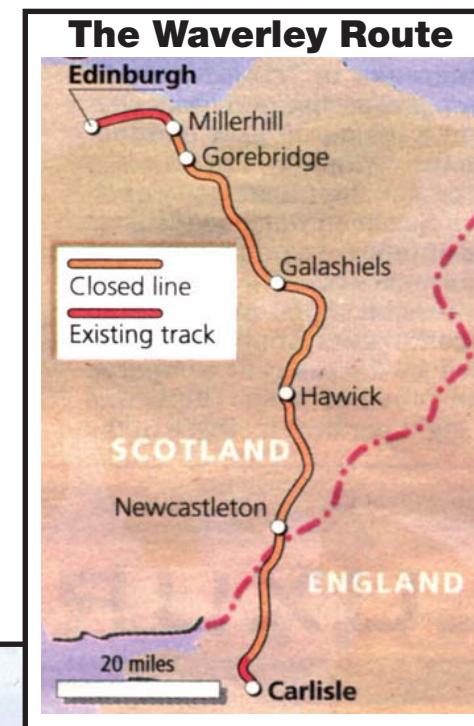 The Waverley Route
Edinburgh
Millerhill
Gorebridge
Closed line
Existing track
Galashiels
Hawick
SCOTLAND
Newcastleton
ENGLAND
20 miles
Carlisle